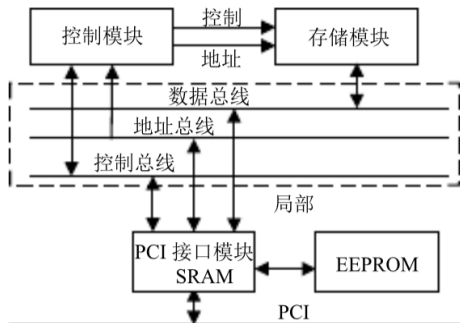 控制模块
控制
地址
存储模块
数据总线
地址总线
控制总线
局部
PCI 接口模块
SRAM
EEPROM
PCI